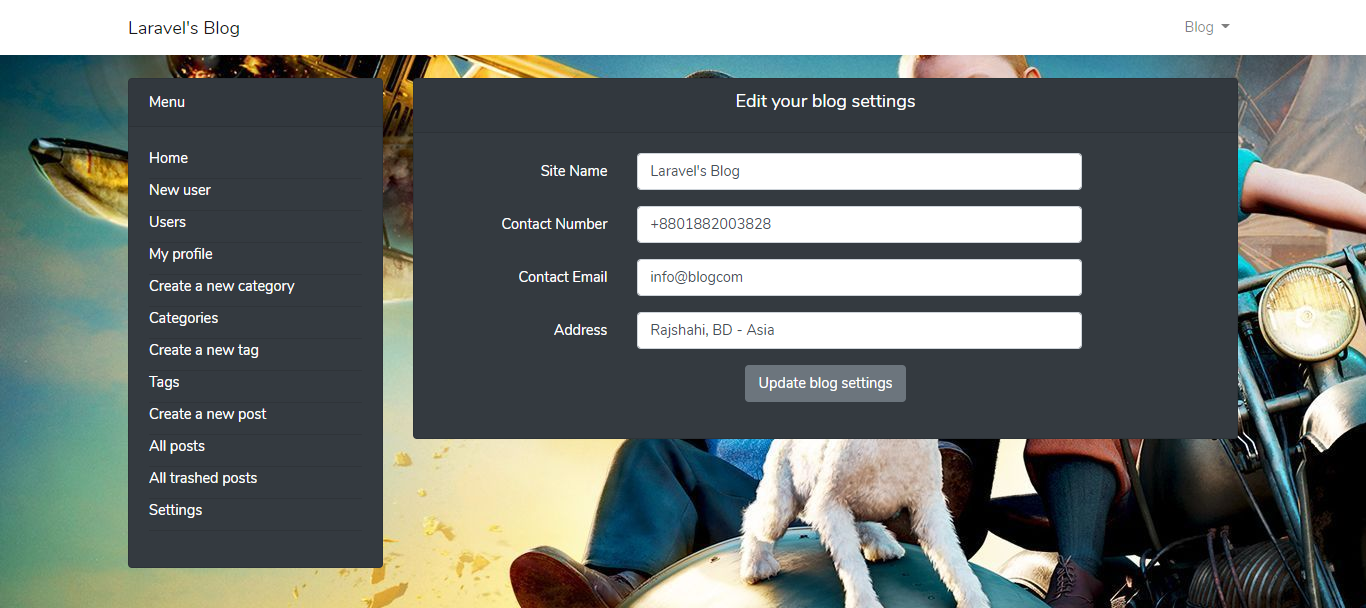 Laravel's Blog
Blog
Menu
Home
New user
Users
My profile
Create a new category
Categories
Create a new tag
Tags
Create a new post
All posts
All trashed posts
Settings
Edit your blog settings
Site Name Laravel's Blog
Contact Number +8801882003828
Contact Email info@blogcom
Address Rajshahi, BD - Asia
Update blog settings